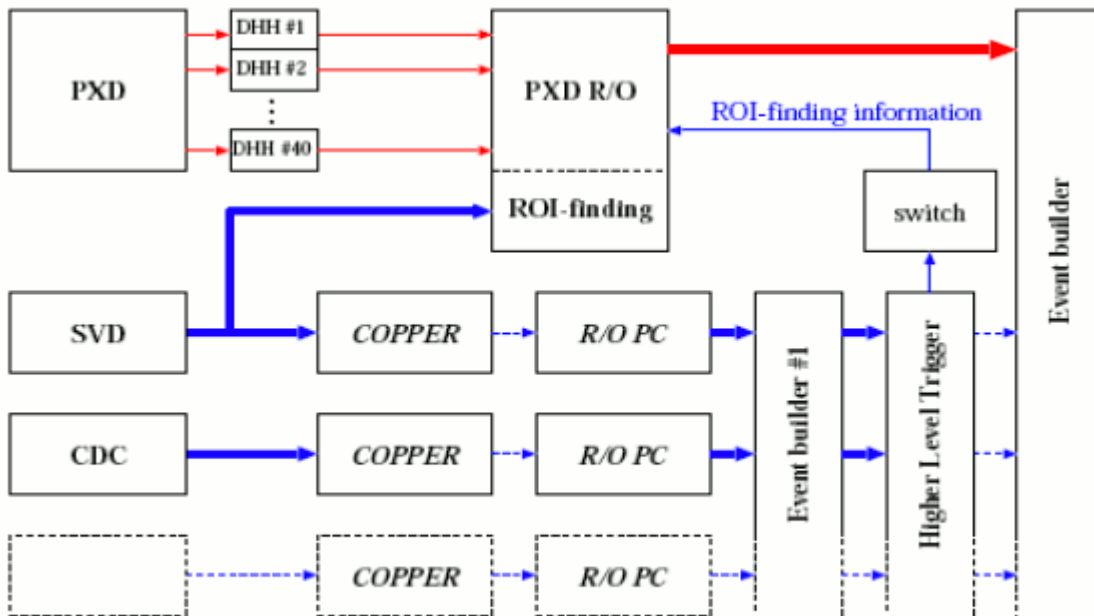 PXD
DHH #1
DHH #2
DHH #40
PXD R/O
ROI-finding
ROI-finding information
switch
Event builder
SVD
COPPER
R/O PC
Event builder #1
Higher Level Trigger
CDC
COPPER
R/O PC
COPPER
R/O PC